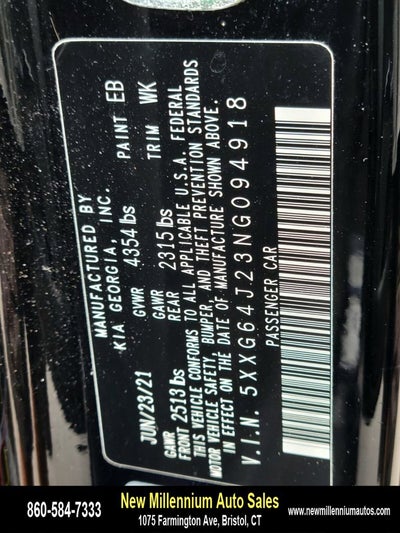 MANUFACTURED BY
KIA GEORGIA, INC.
JUN/23/21 GVWR 4354 lbs PAINT EB
GAWR GAWR
FRONT 2513 lbs REAR 2315 lbs TRIM WK
THIS VEHICLE CONFORMS TO ALL APPLICABLE U.S.A. FEDERAL
MOTOR VEHICLE SAFETY, BUMPER, AND THEFT PREVENTION STANDARDS
IN EFFECT ON THE DATE OF MANUFACTURE SHOWN ABOVE.
V.I.N. 5XXG64J23NG094918
PASSENGER CAR
860-584-7333
New Millennium Auto Sales
1075 Farmington Ave, Bristol, CT
www.newmillenniumautos.com